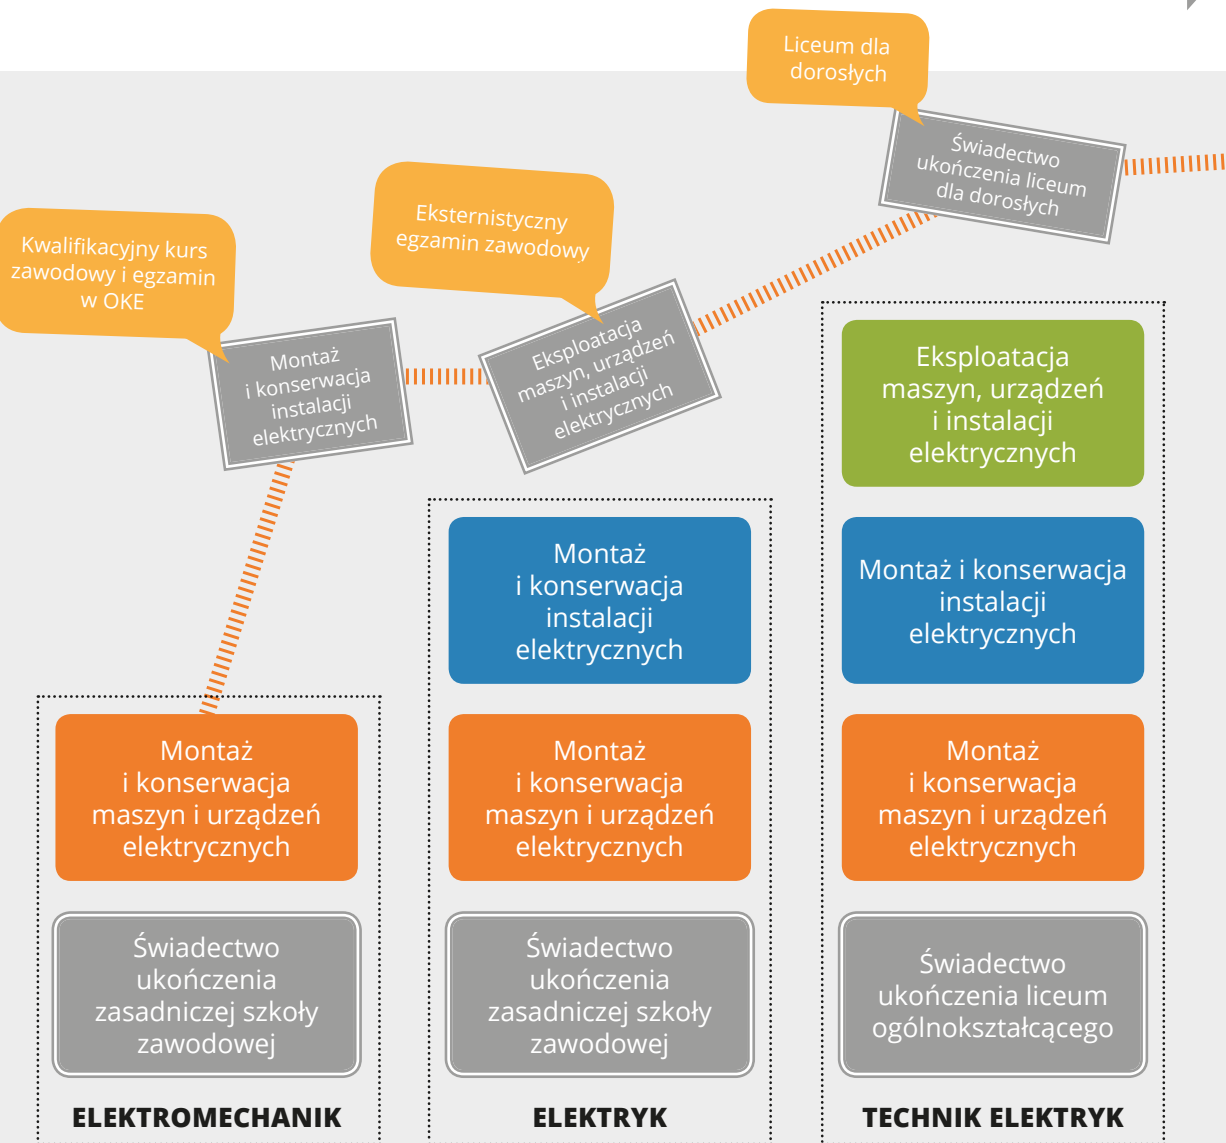 Liceum dla
dorosłych
Świadectwo
ukończenia liceum
dla dorosłych
Eksternistyczny
egzamin zawodowy
Kwalifikacyjny kurs
zawodowy i egzamin
w OKE
Montaż
i konserwacja
instalacji
elektrycznych
Eksploatacja
maszyn, urządzeń
i instalacji
elektrycznych
Montaż
i konserwacja
maszyn i urządzeń
elektrycznych
Świadectwo
ukończenia
zasadniczej szkoły
zawodowej
ELEKTROMECHANIK
Montaż
i konserwacja
instalacji
elektrycznych
Montaż
i konserwacja
maszyn i urządzeń
elektrycznych
Świadectwo
ukończenia
zasadniczej szkoły
zawodowej
ELEKTRYK
Eksploatacja
maszyn, urządzeń
i instalacji
elektrycznych
Montaż i konserwacja
instalacji
elektrycznych
Montaż
i konserwacja
maszyn i urządzeń
elektrycznych
Świadectwo
ukończenia liceum
ogólnokształcącego
TECHNIK ELEKTRYK